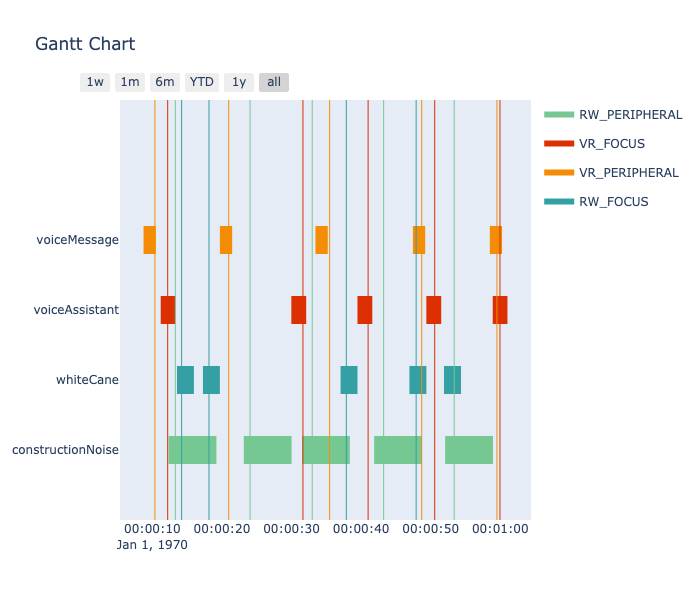 Gantt Chart
1w 1m 6m YTD 1y all
RW_PERIPHERAL
VR_FOCUS
VR_PERIPHERAL
RW_FOCUS
voiceMessage
voiceAssistant
whiteCane
constructionNoise
00:00:10 00:00:20 00:00:30 00:00:40 00:00:50 00:01:00
Jan 1, 1970